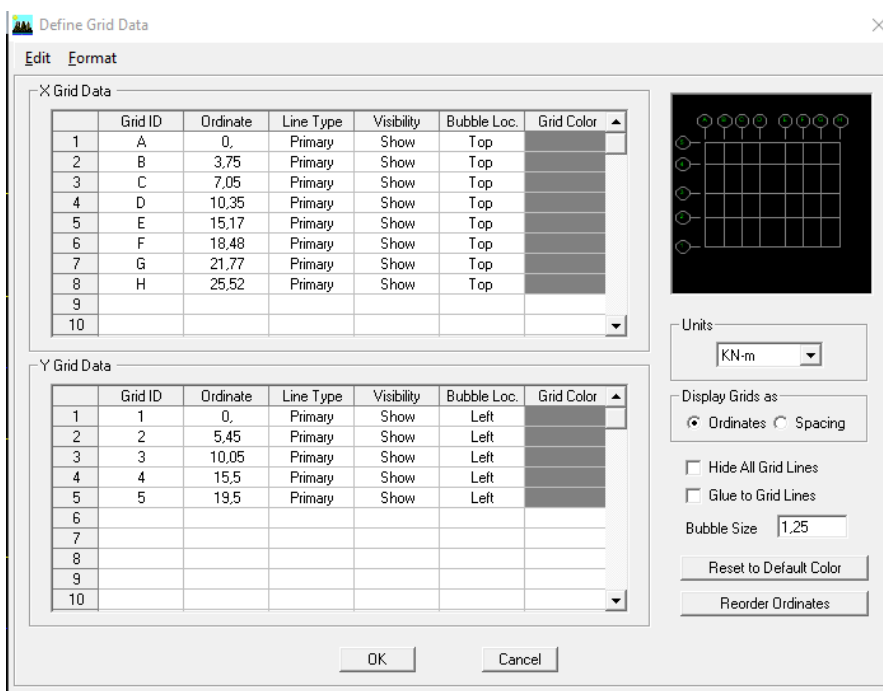 Define Grid Data
Edit Format
X Grid Data
Grid ID Ordinate Line Type Visibility Bubble Loc. Grid Color
1 A 0, Primary Show Top
2 B 3,75 Primary Show Top
3 C 7,05 Primary Show Top
4 D 10,35 Primary Show Top
5 E 15,17 Primary Show Top
6 F 18,48 Primary Show Top
7 G 21,77 Primary Show Top
8 H 25,52 Primary Show Top
9
10
Y Grid Data
Grid ID Ordinate Line Type Visibility Bubble Loc. Grid Color
1 1 0, Primary Show Left
2 2 5,45 Primary Show Left
3 3 10,05 Primary Show Left
4 4 15,5 Primary Show Left
5 5 19,5 Primary Show Left
6
7
8
9
10
Units
KN-m
Display Grids as
Ordinates Spacing
Hide All Grid Lines
Glue to Grid Lines
Bubble Size 1,25
Reset to Default Color
Reorder Ordinates
OK Cancel